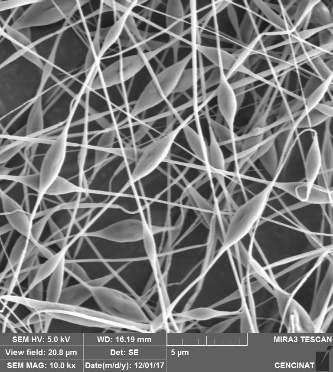 SEM HV: 5.0 kV WD: 16.19 mm MIRA3 TESCAN
View field: 20.8 µm Det: SE 5 µm
SEM MAG: 10.0 kx Date(m/d/y): 12/01/17 CENCINAT